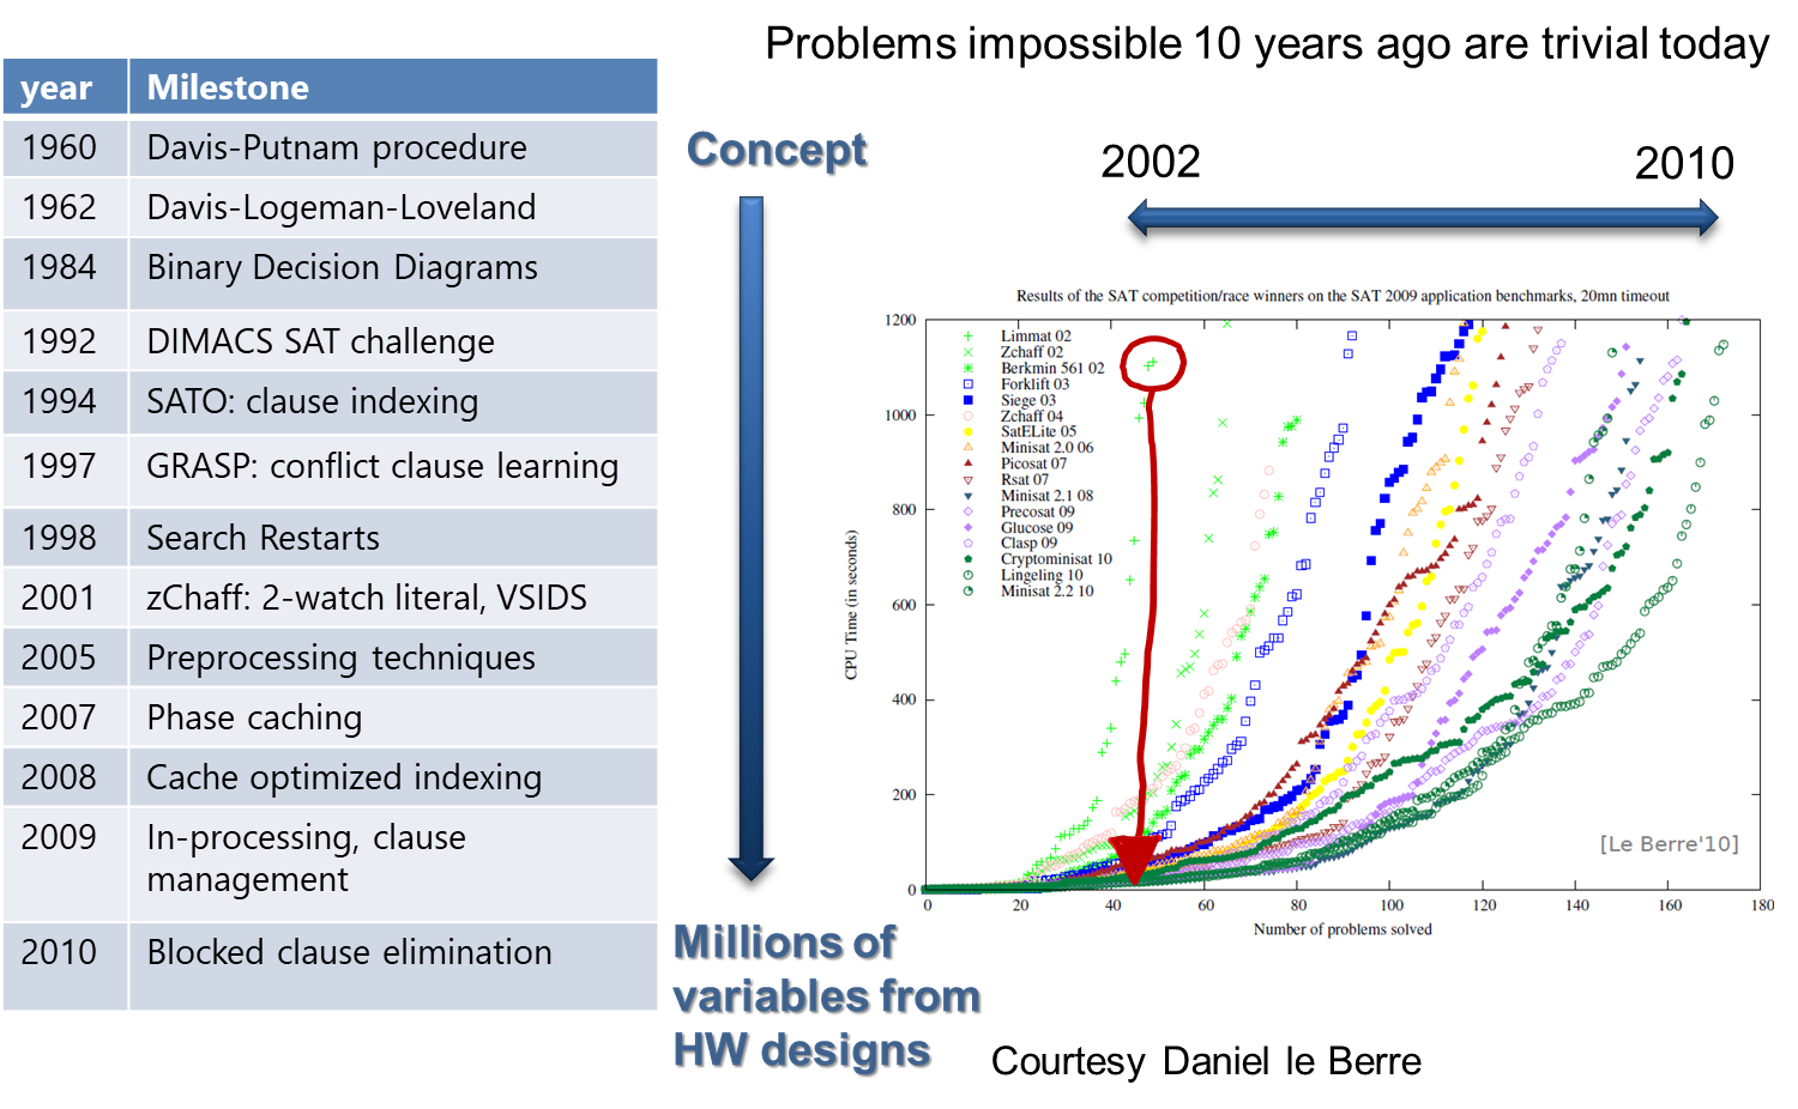 Problems impossible 10 years ago are trivial today
year Milestone
1960 Davis-Putnam procedure
1962 Davis-Logeman-Loveland
1984 Binary Decision Diagrams
1992 DIMACS SAT challenge
1994 SATO: clause indexing
1997 GRASP: conflict clause learning
1998 Search Restarts
2001 zChaff: 2-watch literal, VSIDS
2005 Preprocessing techniques
2007 Phase caching
2008 Cache optimized indexing
2009 In-processing, clause
management
2010 Blocked clause elimination
Concept
Millions of
variables from
HW designs
2002 2010
Results of the SAT competition/race winners on the SAT 2009 application benchmarks, 20mn timeout
Limmat 02
Zchaff 02
Berkmin 561 02
Forklift 03
Siege 03
Zchaff 04
SatELite 05
Minisat 2.0 06
Picosat 07
Rsat 07
Minisat 2.1 08
Precosat 09
Glucose 09
Clasp 09
Cryptominisat 10
Lingeling 10
Minisat 2.2 10
1200
1000
800
600
400
200
0
CPU Time (in seconds)
0 20 40 60 80 100 120 140 160 180
Number of problems solved
[Le Berre'10]
Courtesy Daniel le Berre